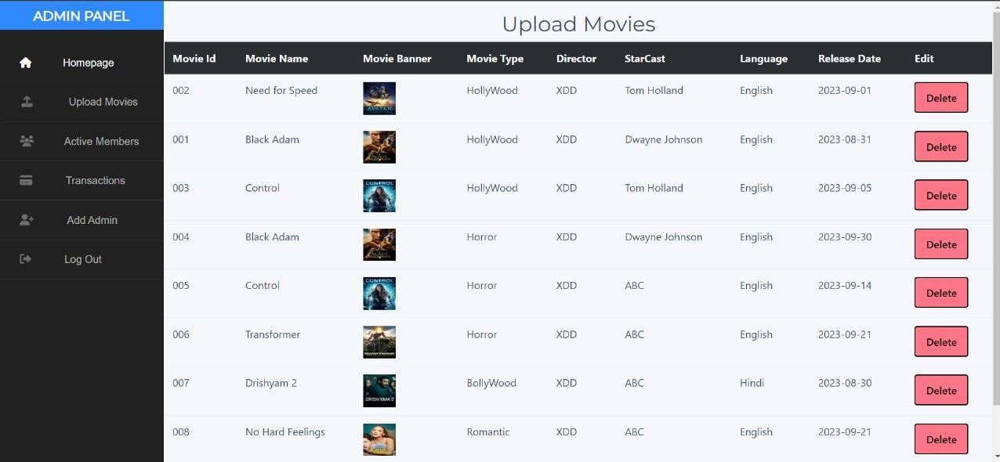 ADMIN PANEL
Homepage
Upload Movies
Active Members
Transactions
Add Admin
Log Out
Upload Movies
Movie Id Movie Name Movie Banner Movie Type Director StarCast Language Release Date Edit
002 Need for Speed AVATAR HollyWood XDD Tom Holland English 2023-09-01 Delete
001 Black Adam HollyWood XDD Dwayne Johnson English 2023-08-31 Delete
003 Control CONTROL HollyWood XDD Tom Holland English 2023-09-05 Delete
004 Black Adam Horror XDD Dwayne Johnson English 2023-09-30 Delete
005 Control CONTROL Horror XDD ABC English 2023-09-14 Delete
006 Transformer Horror XDD ABC English 2023-09-21 Delete
007 Drishyam 2 DRISHYAM 2 BollyWood XDD ABC Hindi 2023-08-30 Delete
008 No Hard Feelings Romantic XDD ABC English 2023-09-21 Delete